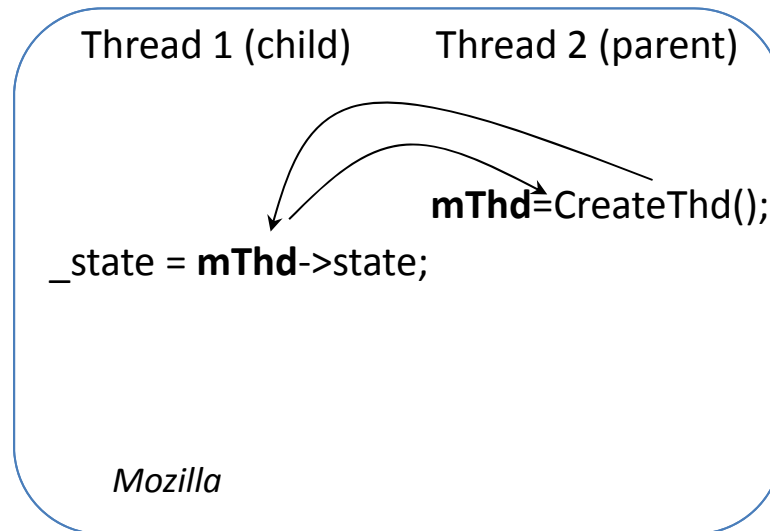 Thread 1 (child) Thread 2 (parent)
mThd=CreateThd();
_state = mThd->state;
Mozilla